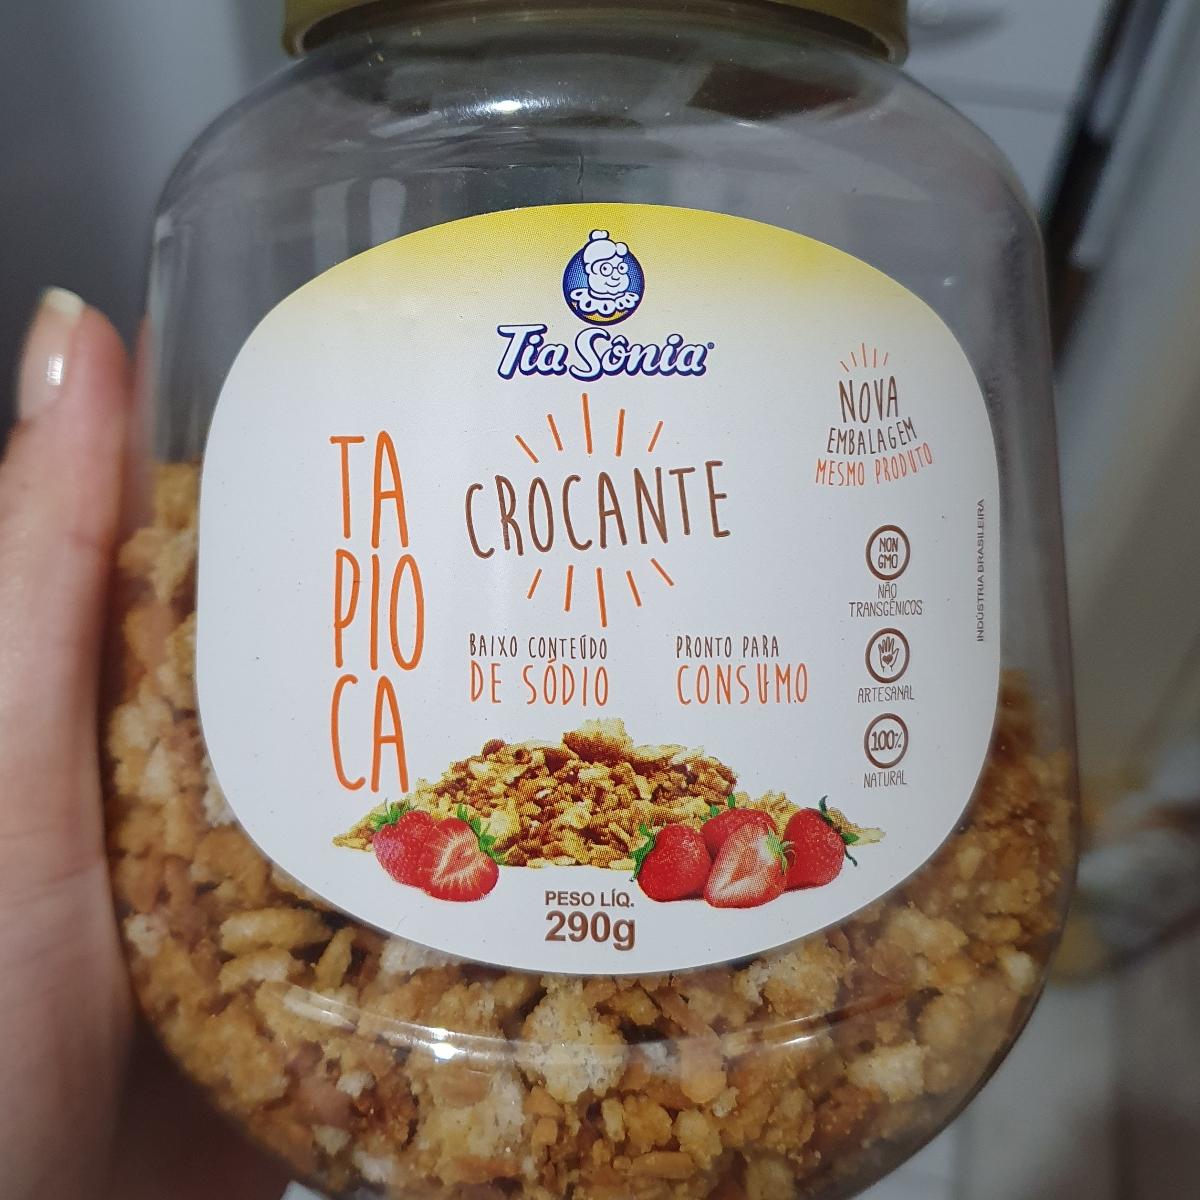 Tia Sônia
TA
PIO
CA
CROCANTE
BAIXO CONTEÚDO
DE SÓDIO
PRONTO PARA
CONSUMO
NOVA
EMBALAGEM
MESMO PRODUTO
NON
GMO
NÃO
TRANSGÊNICOS
ARTESANAL
100%
NATURAL
INDÚSTRIA BRASILEIRA
PESO LÍQ.
290g